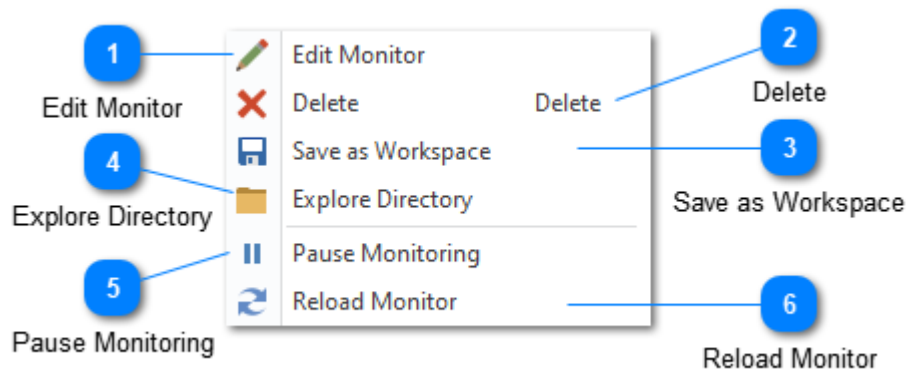 1
Edit Monitor
2
Delete
4
Explore Directory
3
Save as Workspace
5
Pause Monitoring
6
Reload Monitor
Edit Monitor
Delete Delete
Save as Workspace
Explore Directory
Pause Monitoring
Reload Monitor